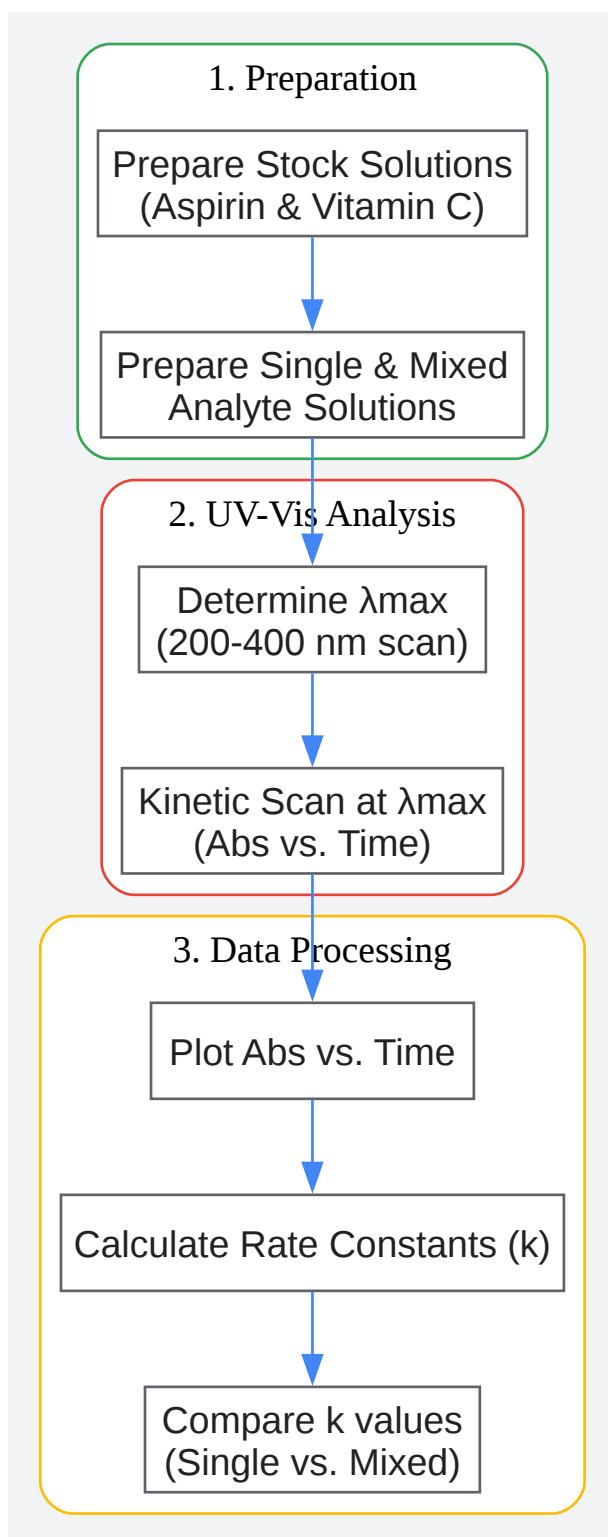 1. Preparation
Prepare Stock Solutions
(Aspirin & Vitamin C)
Prepare Single & Mixed
Analyte Solutions
2. UV-Vis Analysis
Determine λmax
(200-400 nm scan)
Kinetic Scan at λmax
(Abs vs. Time)
3. Data Processing
Plot Abs vs. Time
Calculate Rate Constants (k)
Compare k values
(Single vs. Mixed)